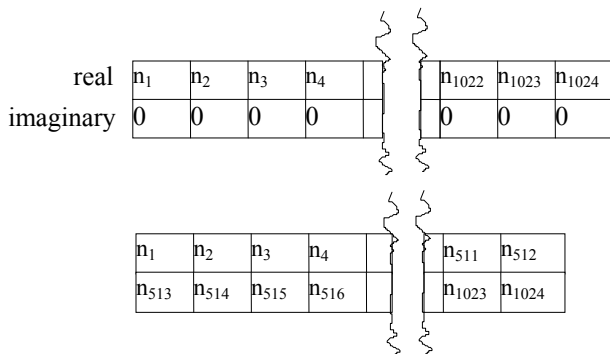 real n₁ n₂ n₃ n₄ n₁₀₂₂ n₁₀₂₃ n₁₀₂₄
imaginary 0 0 0 0 0 0 0
n₁ n₂ n₃ n₄ n₅₁₁ n₅₁₂
n₅₁₃ n₅₁₄ n₅₁₅ n₅₁₆ n₁₀₂₃ n₁₀₂₄